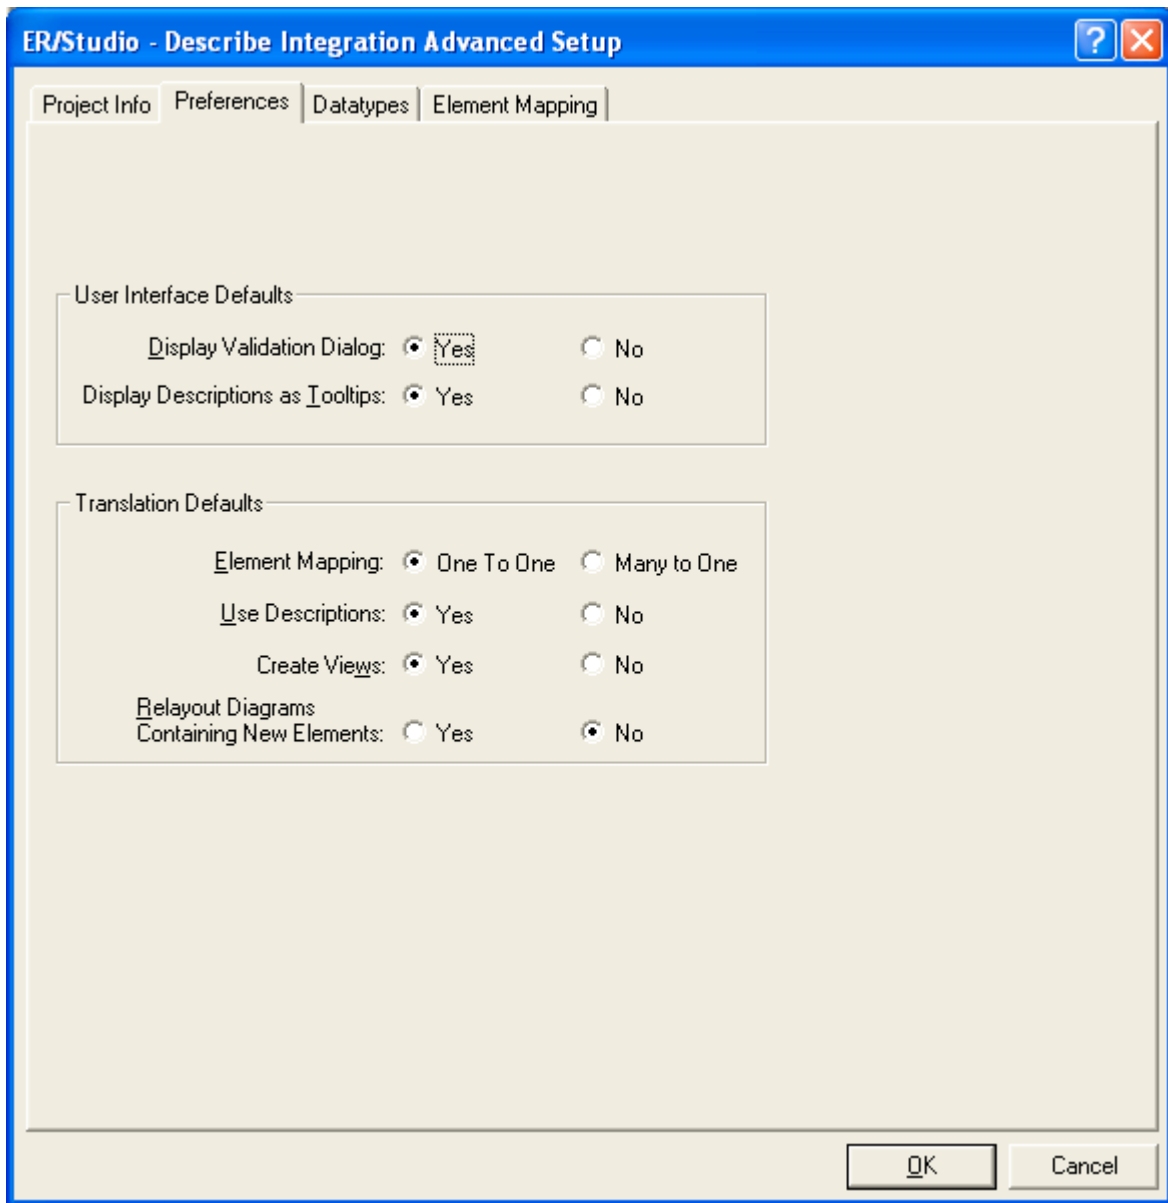 ER/Studio - Describe Integration Advanced Setup
Project Info Preferences Datatypes Element Mapping
User Interface Defaults
Display Validation Dialog: Yes No
Display Descriptions as Tooltips: Yes No
Translation Defaults
Element Mapping: One To One Many to One
Use Descriptions: Yes No
Create Views: Yes No
Relayout Diagrams
Containing New Elements: Yes No
OK Cancel